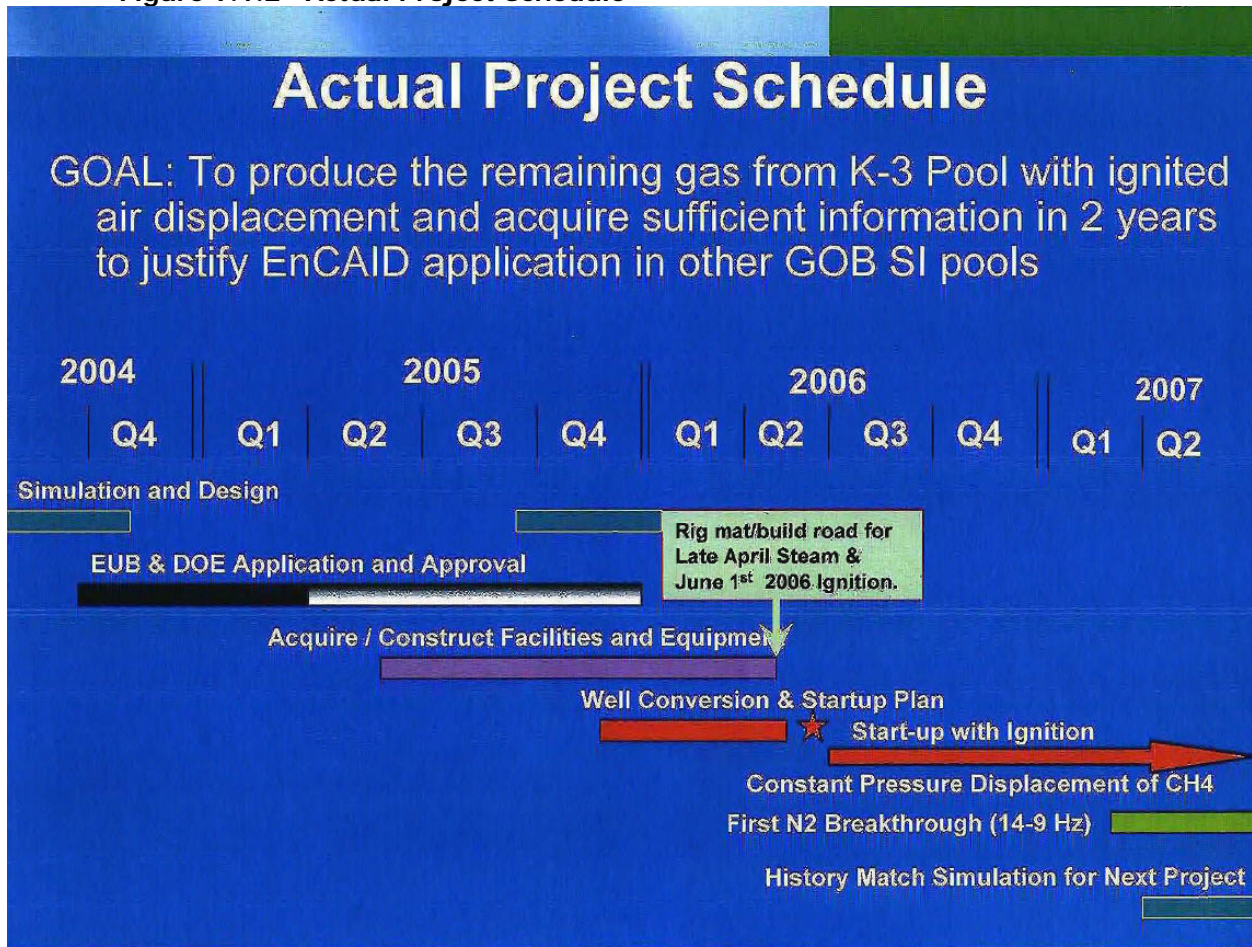 Actual Project Schedule
GOAL: To produce the remaining gas from K-3 Pool with ignited
air displacement and acquire sufficient information in 2 years
to justify EnCAID application in other GOB SI pools
2004 2005 2006 2007
Q4 Q1 Q2 Q3 Q4 Q1 Q2 Q3 Q4 Q1 Q2
Simulation and Design
Rig mat/build road for
Late April Steam &
June 1st 2006 Ignition.
EUB & DOE Application and Approval
Acquire / Construct Facilities and Equipme
Well Conversion & Startup Plan
Start-up with Ignition
Constant Pressure Displacement of CH4
First N2 Breakthrough (14-9 Hz)
History Match Simulation for Next Project